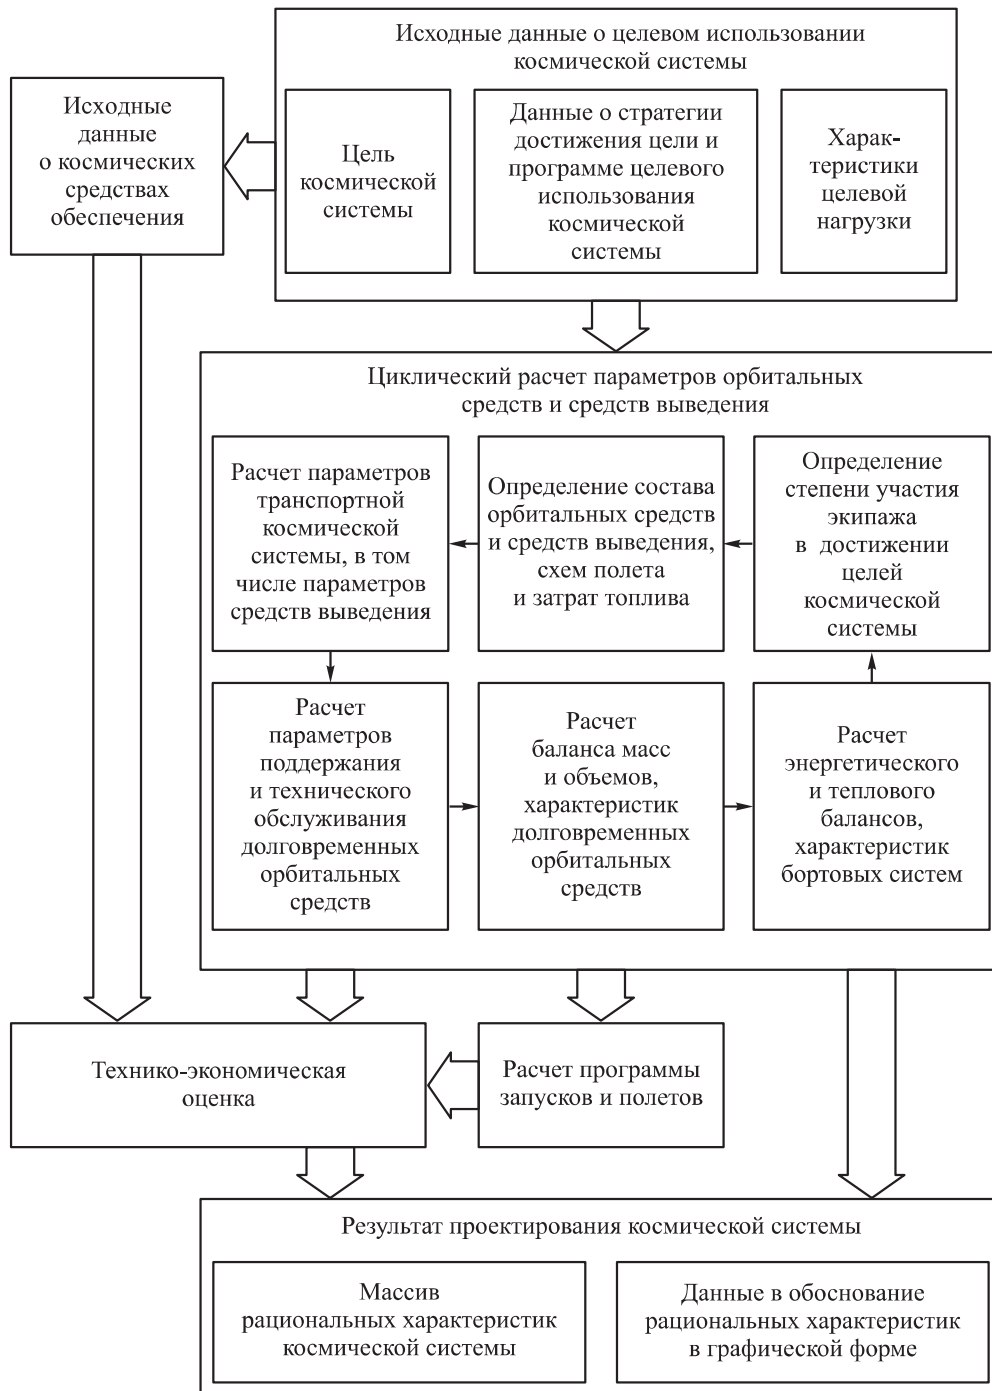 Исходные данные о целевом использовании
космической системы
Исходные
данные
о космических
средствах
обеспечения
Цель
космической
системы
Данные о стратегии
достижения цели и
программе целевого
использования
космической
системы
Харак-
теристики
целевой
нагрузки
Циклический расчет параметров орбитальных
средств и средств выведения
Расчет параметров
транспортной
космической
системы, в том
числе параметров
средств выведения
Определение состава
орбитальных средств
и средств выведения,
схем полета
и затрат топлива
Определение
степени участия
экипажа
в достижении
целей
космической
системы
Расчет
параметров
поддержания
и технического
обслуживания
долговременных
орбитальных
средств
Расчет
баланса масс
и объемов,
характеристик
долговременных
орбитальных
средств
Расчет
энергетического
и теплового
балансов,
характеристик
бортовых систем
Технико-экономическая
оценка
Расчет программы
запусков и полетов
Результат проектирования космической системы
Массив
рациональных характеристик
космической системы
Данные в обоснование
рациональных характеристик
в графической форме